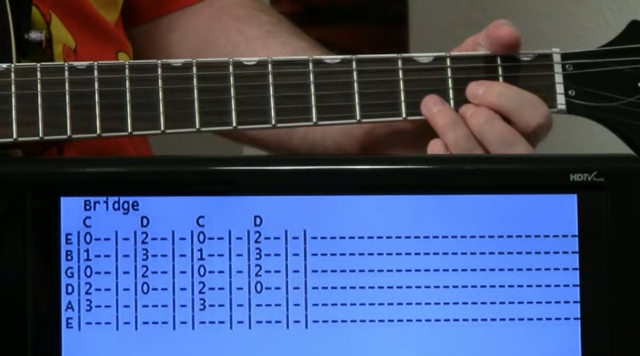 HDTV
Bridge
C D C D
E|0--|-|2--|-|0--|-|2--|-|-----------------------------
B|1--|-|3--|-|1--|-|3--|-|-----------------------------
G|0--|-|2--|-|0--|-|2--|-|-----------------------------
D|2--|-|0--|-|2--|-|0--|-|-----------------------------
A|3--|-|---|-|3--|-|---|-|-----------------------------
E|---|-|---|-|---|-|---|-|-----------------------------